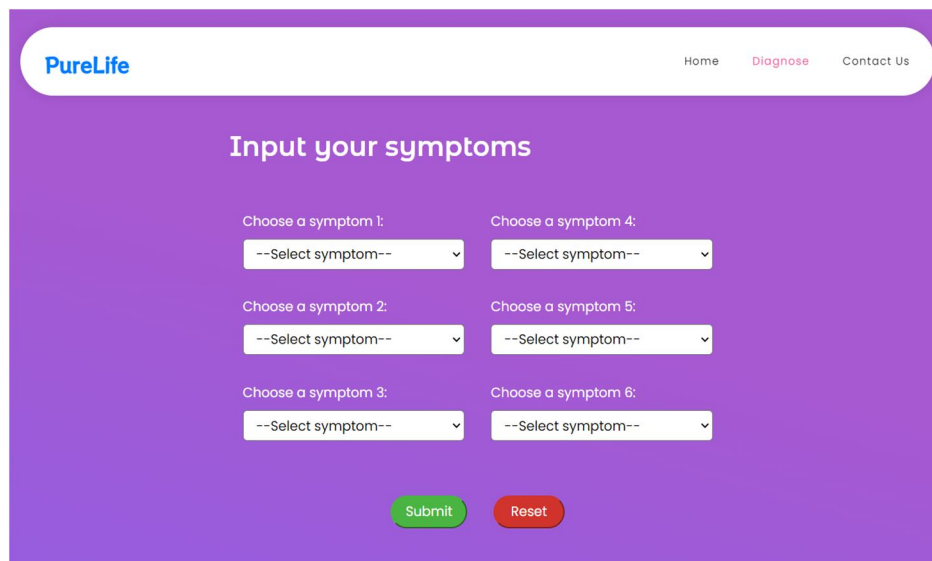 PureLife
Home Diagnose Contact Us
Input your symptoms
Choose a symptom 1: Choose a symptom 4:
--Select symptom-- --Select symptom--
Choose a symptom 2: Choose a symptom 5:
--Select symptom-- --Select symptom--
Choose a symptom 3: Choose a symptom 6:
--Select symptom-- --Select symptom--
Submit Reset